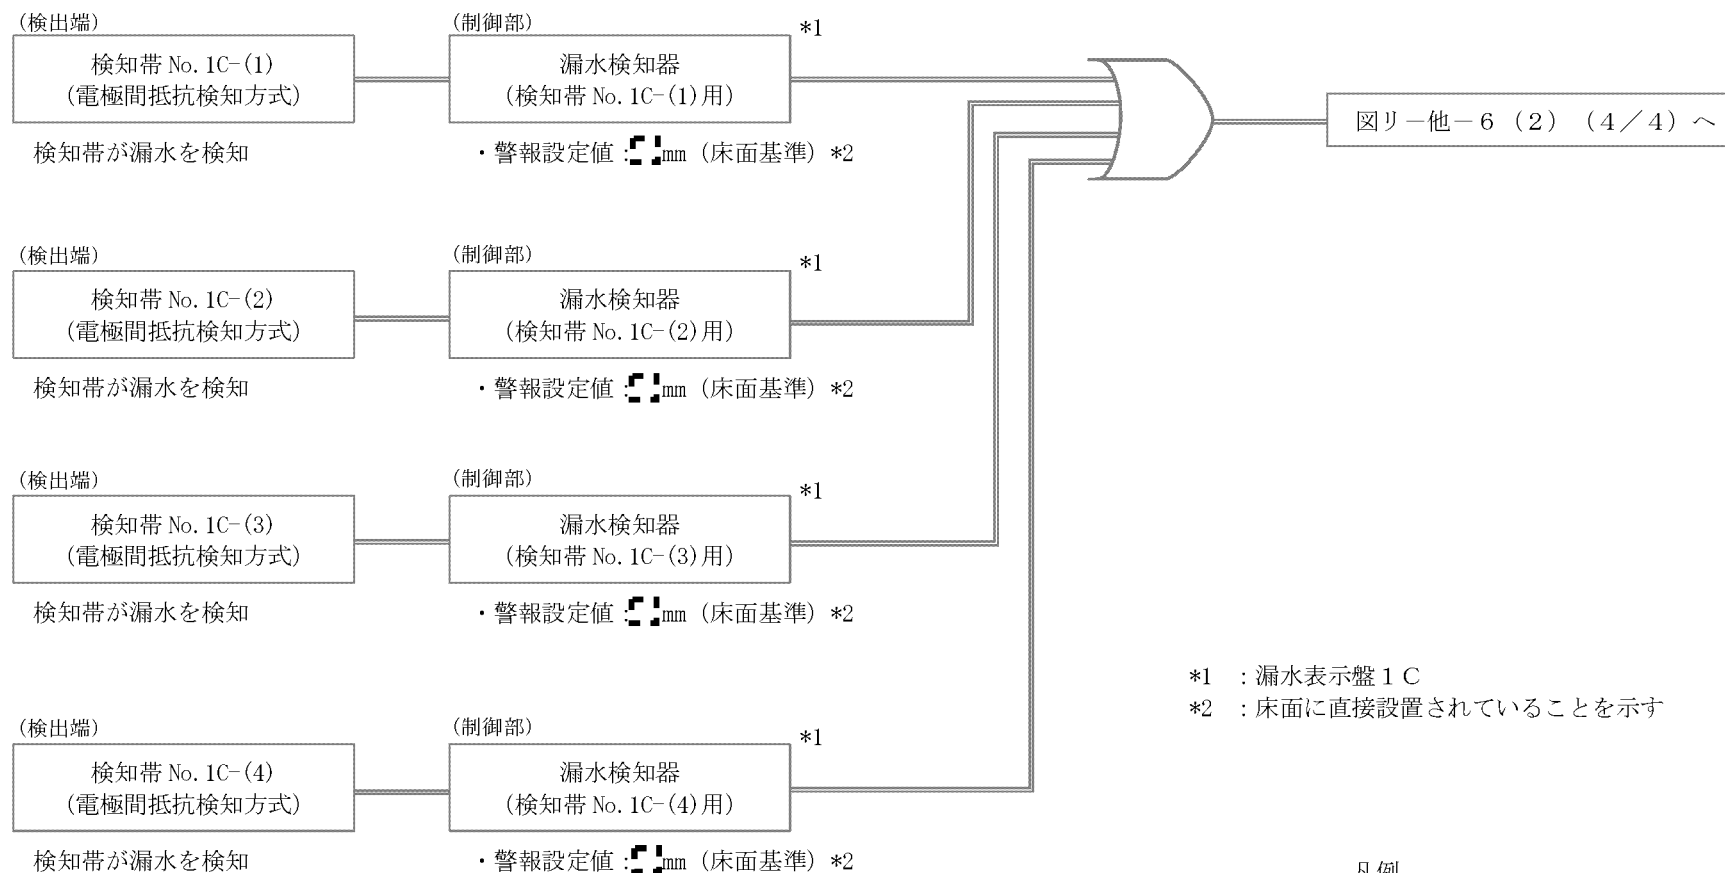 (検出端)
(制御部)
*1
検知帯 No. 1C-(1)
(電極間抵抗検知方式)
漏水検知器
(検知帯 No. 1C-(1)用)
図リ－他－６（２）（４／４）へ
検知帯が漏水を検知
・警報設定値：mm（床面基準）*2
(検出端)
(制御部)
*1
検知帯 No. 1C-(2)
(電極間抵抗検知方式)
漏水検知器
(検知帯 No. 1C-(2)用)
検知帯が漏水を検知
・警報設定値：mm（床面基準）*2
(検出端)
(制御部)
*1
検知帯 No. 1C-(3)
(電極間抵抗検知方式)
漏水検知器
(検知帯 No. 1C-(3)用)
検知帯が漏水を検知
・警報設定値：mm（床面基準）*2
*1 ：漏水表示盤１Ｃ
*2 ：床面に直接設置されていることを示す
(検出端)
(制御部)
*1
検知帯 No. 1C-(4)
(電極間抵抗検知方式)
漏水検知器
(検知帯 No. 1C-(4)用)
検知帯が漏水を検知
・警報設定値：mm（床面基準）*2
凡例